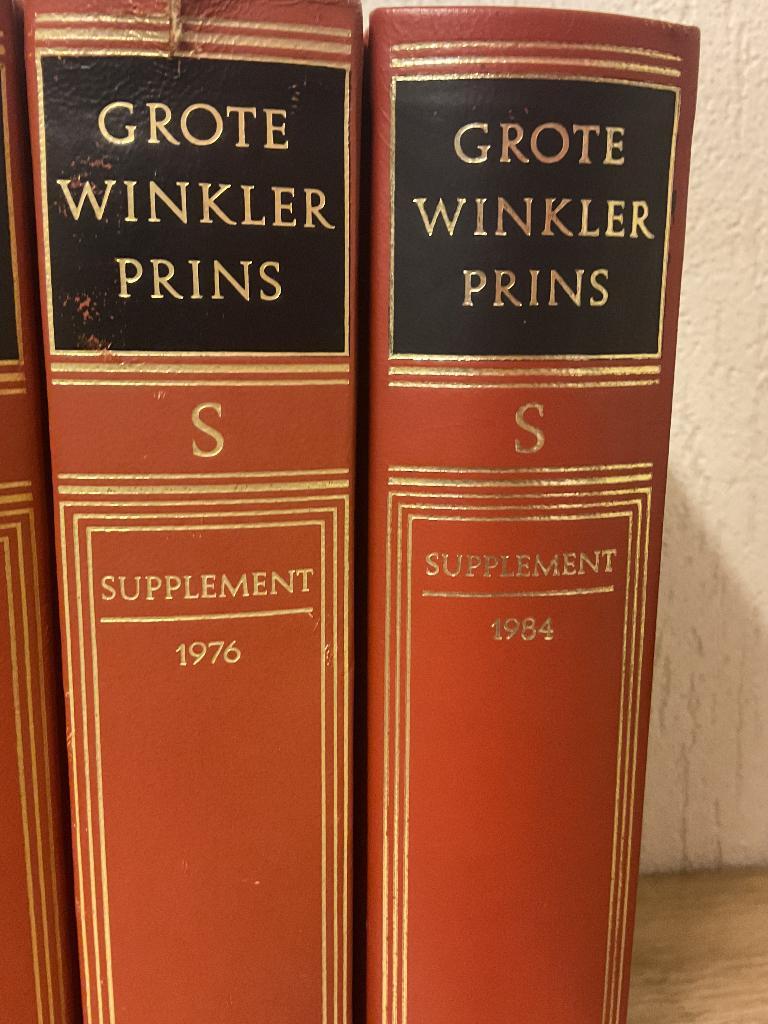 GROTE
WINKLER
PRINS
S
SUPPLEMENT
1976
GROTE
WINKLER
PRINS
S
SUPPLEMENT
1984